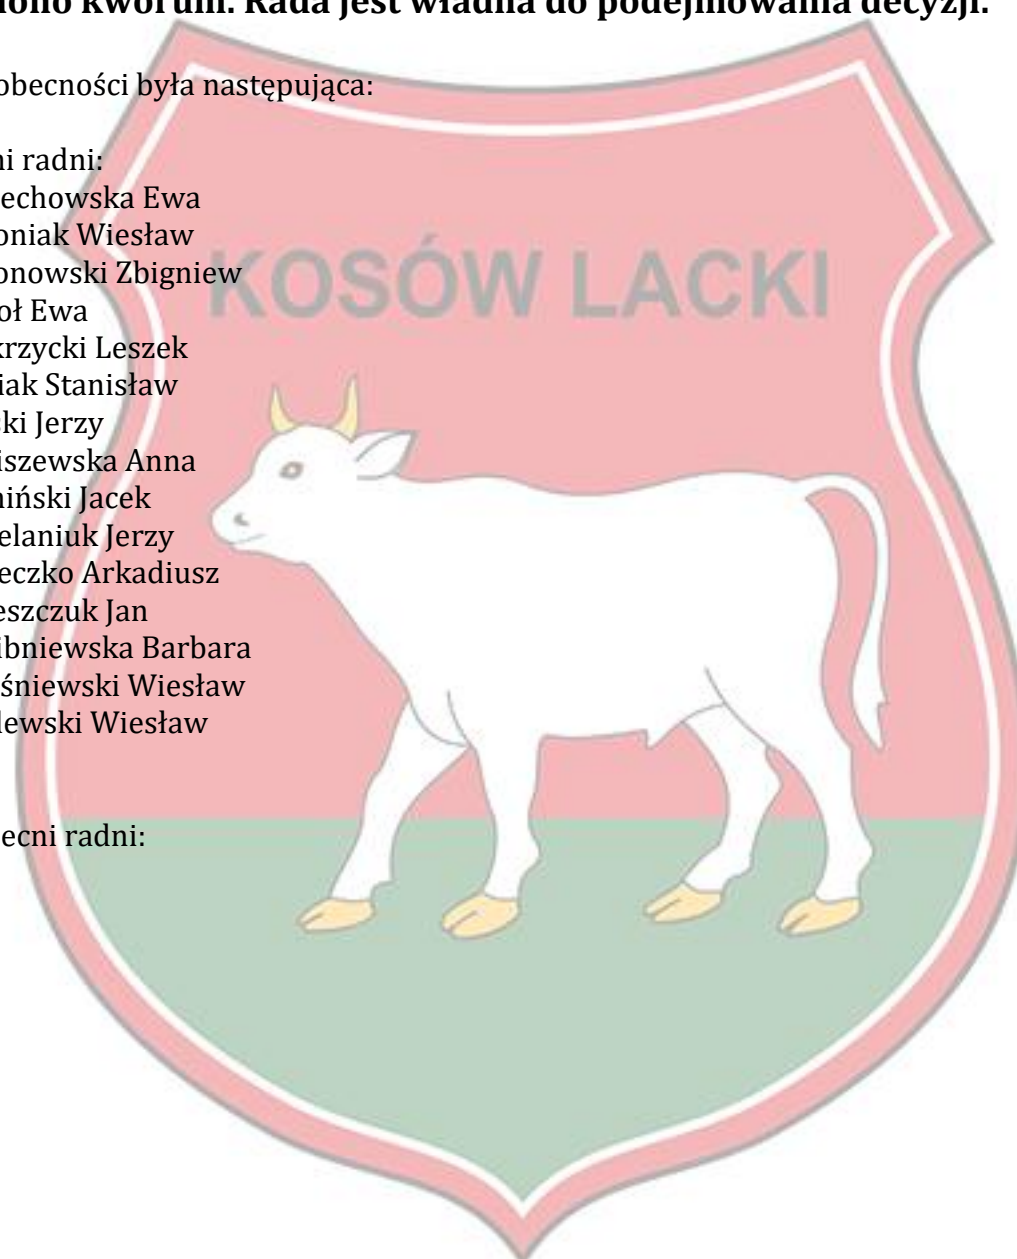 ono kworum. Rada jest władna do podejmowania decyzji.
obecności była następująca:
ni radni:
echowska Ewa
oniak Wiesław
onowski Zbigniew
oł Ewa
krzycki Leszek
iak Stanisław
ski Jerzy
iszewska Anna
niński Jacek
elaniuk Jerzy
eczko Arkadiusz
eszczuk Jan
ibniewska Barbara
śniewski Wiesław
lewski Wiesław
ecni radni:
KOSÓW LACKI